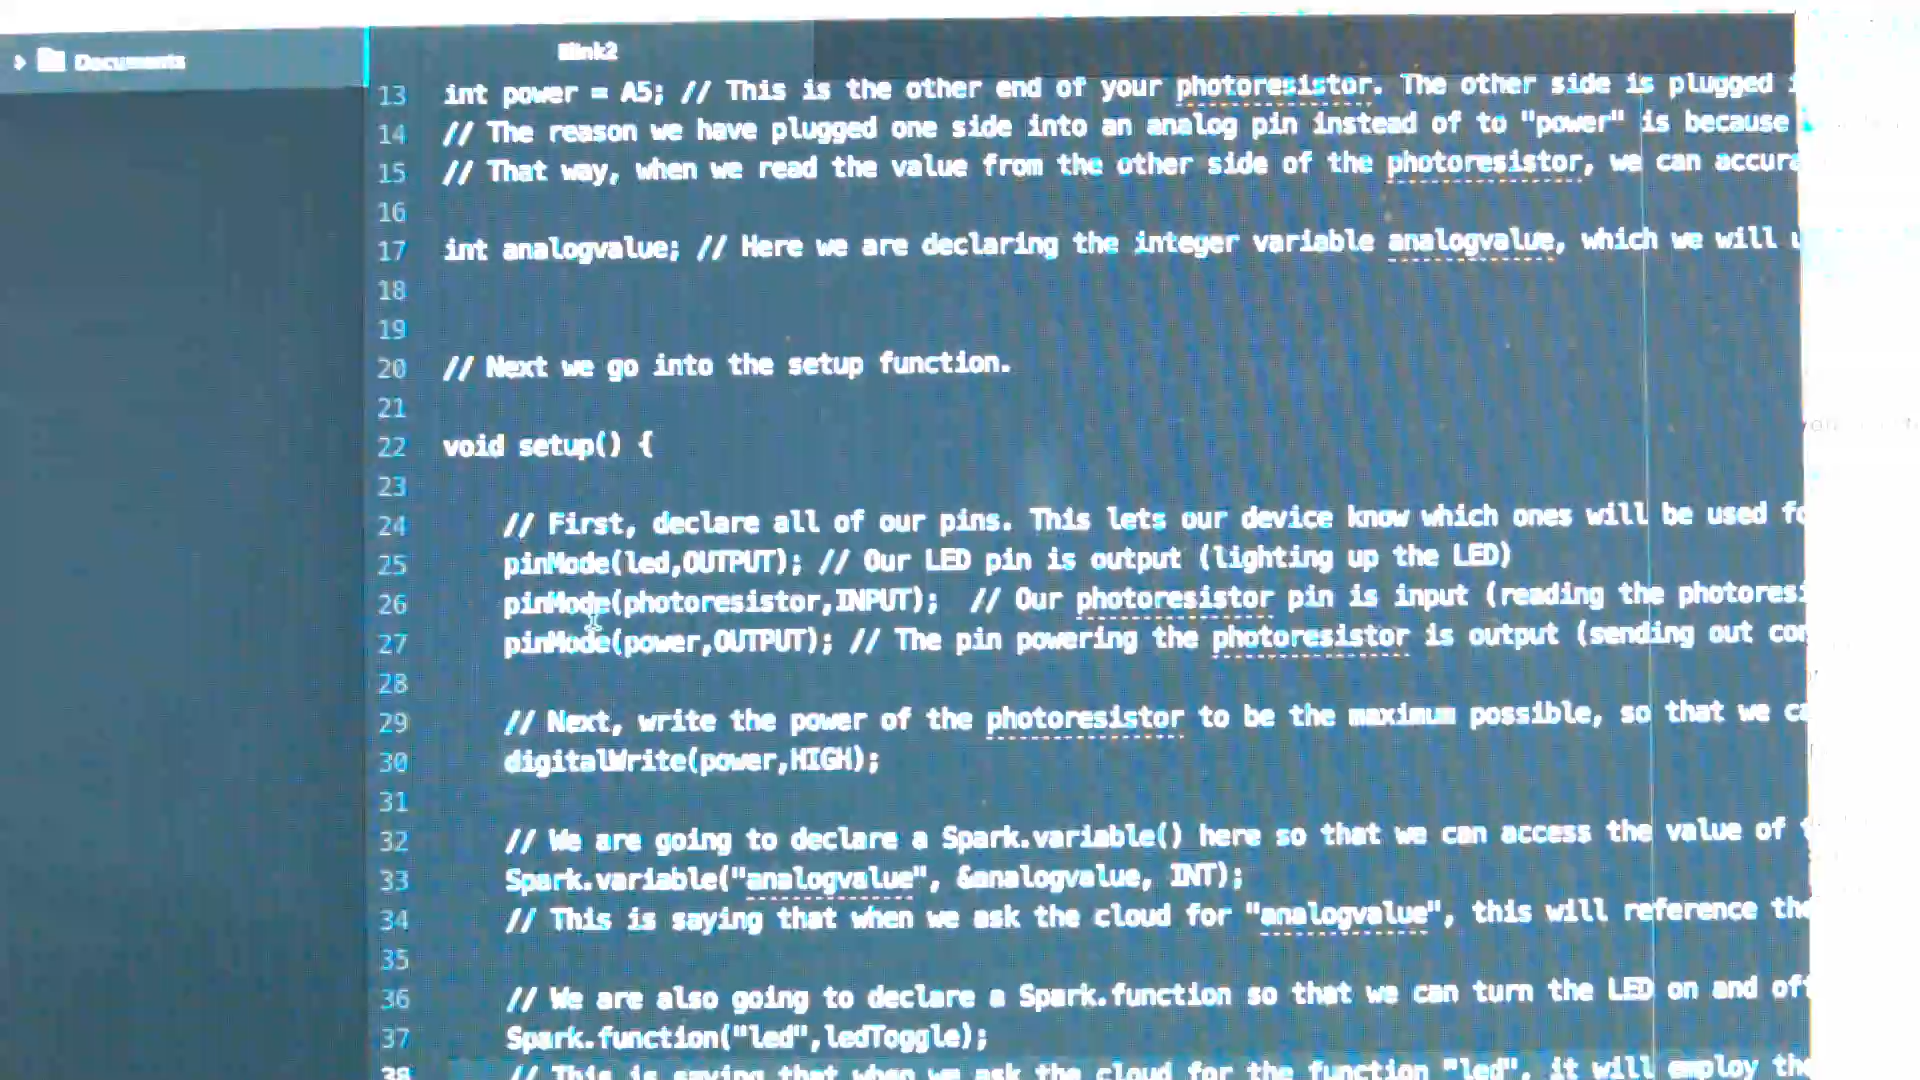 Documents
Blink2
13 int power = A5; // This is the other end of your photoresistor. The other side is plugged
14 // The reason we have plugged one side into an analog pin instead of to "power" is because
15 // That way, when we read the value from the other side of the photoresistor, we can accura
16
17 int analogvalue; // Here we are declaring the integer variable analogvalue, which we will
18
19
20 // Next we go into the setup function.
21
22 void setup() {
23
24 // First, declare all of our pins. This lets our device know which ones will be used fo
25 pinMode(led,OUTPUT); // Our LED pin is output (lighting up the LED)
26 pinMode(photoresistor,INPUT);  // Our photoresistor pin is input (reading the photoresi
27 pinMode(power,OUTPUT); // The pin powering the photoresistor is output (sending out con
28
29 // Next, write the power of the photoresistor to be the maximum possible, so that we ca
30 digitalWrite(power,HIGH);
31
32 // We are going to declare a Spark.variable() here so that we can access the value of
33 Spark.variable("analogvalue", &analogvalue, INT);
34 // This is saying that when we ask the cloud for "analogvalue", this will reference the
35
36 // We are also going to declare a Spark.function so that we can turn the LED on and off
37 Spark.function("led",ledToggle);
38 // This is saying that when we ask the cloud for the function "led", it will employ the